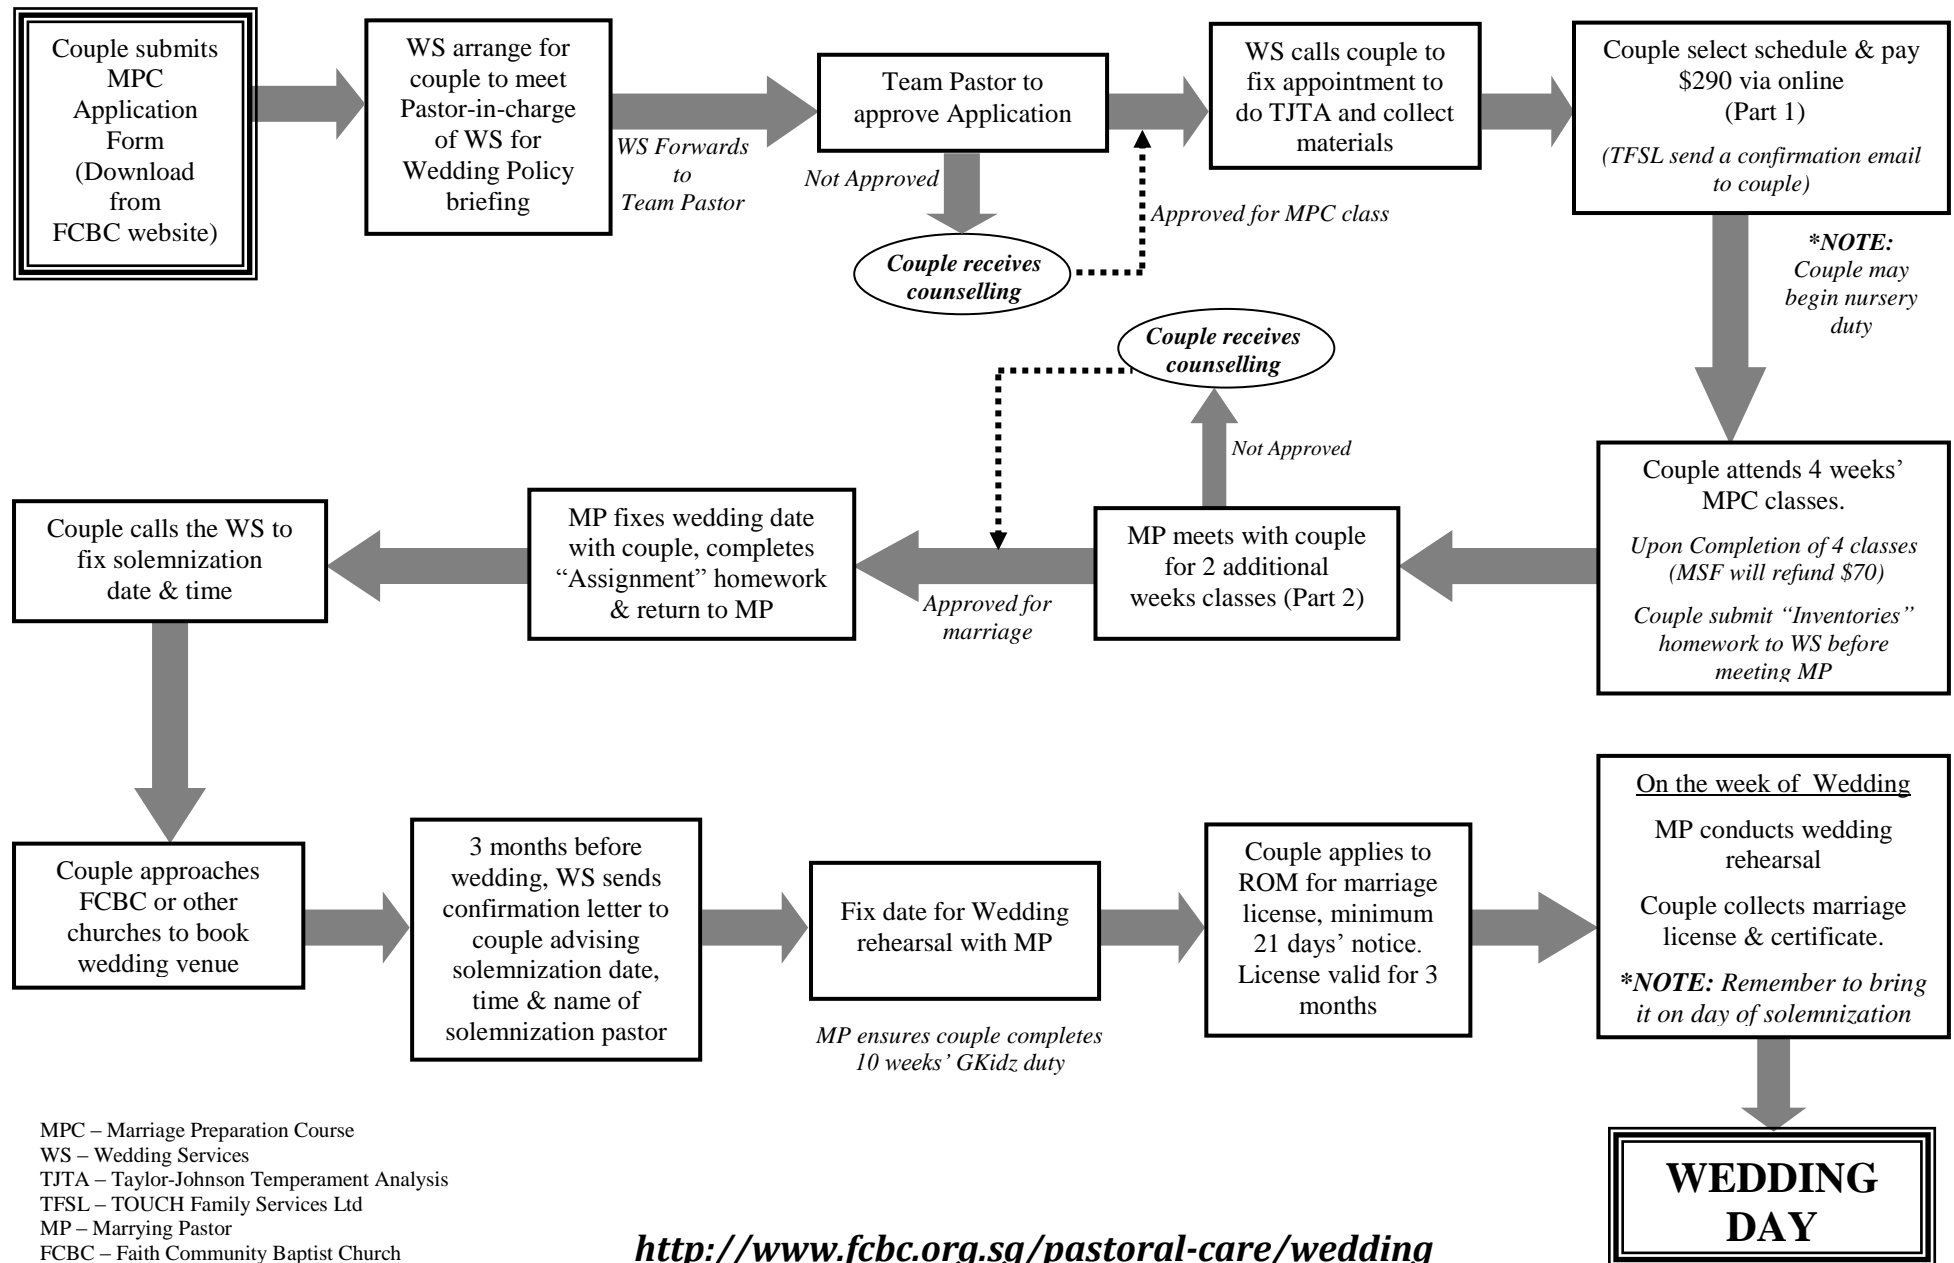 Couple submits
MPC
Application
Form
(Download
from
FCBC website)
WS arrange for
couple to meet
Pastor-in-charge
of WS for
Wedding Policy
briefing
WS Forwards
to
Team Pastor
Team Pastor to
approve Application
Not Approved
Couple receives
counselling
Approved for MPC class
WS calls couple to
fix appointment to
do TJTA and collect
materials
Couple select schedule & pay
$290 via online
(Part 1)
(TFSL send a confirmation email
to couple)
*NOTE:
Couple may
begin nursery
duty
Couple attends 4 weeks’
MPC classes.
Upon Completion of 4 classes
(MSF will refund $70)
Couple submit “Inventories”
homework to WS before
meeting MP
MP meets with couple
for 2 additional
weeks classes (Part 2)
Not Approved
Couple receives
counselling
Approved for
marriage
MP fixes wedding date
with couple, completes
“Assignment” homework
& return to MP
Couple calls the WS to
fix solemnization
date & time
Couple approaches
FCBC or other
churches to book
wedding venue
3 months before
wedding, WS sends
confirmation letter to
couple advising
solemnization date,
time & name of
solemnization pastor
Fix date for Wedding
rehearsal with MP
MP ensures couple completes
10 weeks’ GKidz duty
Couple applies to
ROM for marriage
license, minimum
21 days’ notice.
License valid for 3
months
On the week of  Wedding
MP conducts wedding
rehearsal
Couple collects marriage
license & certificate.
*NOTE: Remember to bring
it on day of solemnization
WEDDING
DAY
MPC – Marriage Preparation Course
WS – Wedding Services
TJTA – Taylor-Johnson Temperament Analysis
TFSL – TOUCH Family Services Ltd
MP – Marrying Pastor
FCBC – Faith Community Baptist Church
http://www.fcbc.org.sg/pastoral-care/wedding